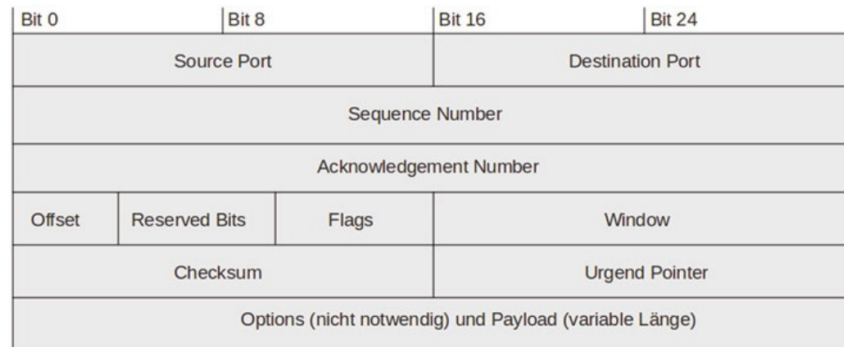 Bit 0 Bit 8 Bit 16 Bit 24
Source Port Destination Port
Sequence Number
Acknowledgement Number
Offset Reserved Bits Flags Window
Checksum Urgend Pointer
Options (nicht notwendig) und Payload (variable Länge)